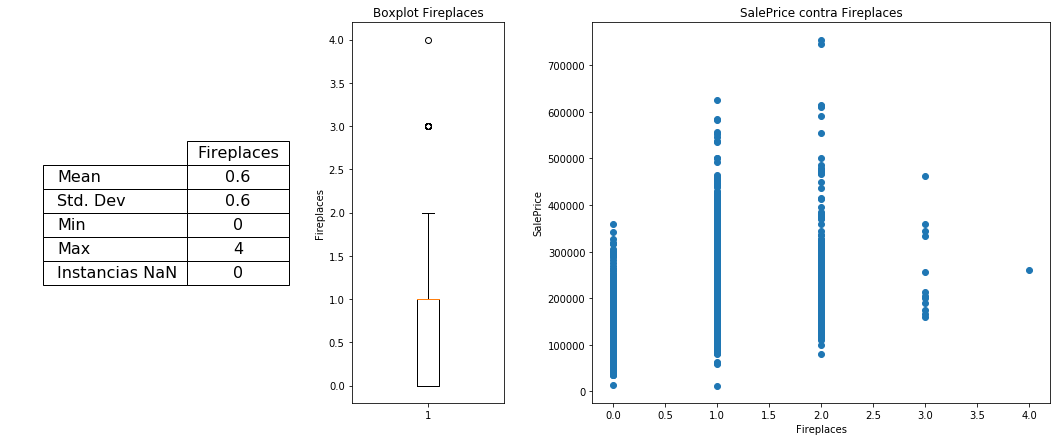 Fireplaces
Mean 0.6
Std. Dev 0.6
Min 0
Max 4
Instancias NaN 0
Boxplot Fireplaces
Fireplaces
4.0
3.5
3.0
2.5
2.0
1.5
1.0
0.5
0.0
1
SalePrice contra Fireplaces
SalePrice
700000
600000
500000
400000
300000
200000
100000
0
0.0 0.5 1.0 1.5 2.0 2.5 3.0 3.5 4.0
Fireplaces